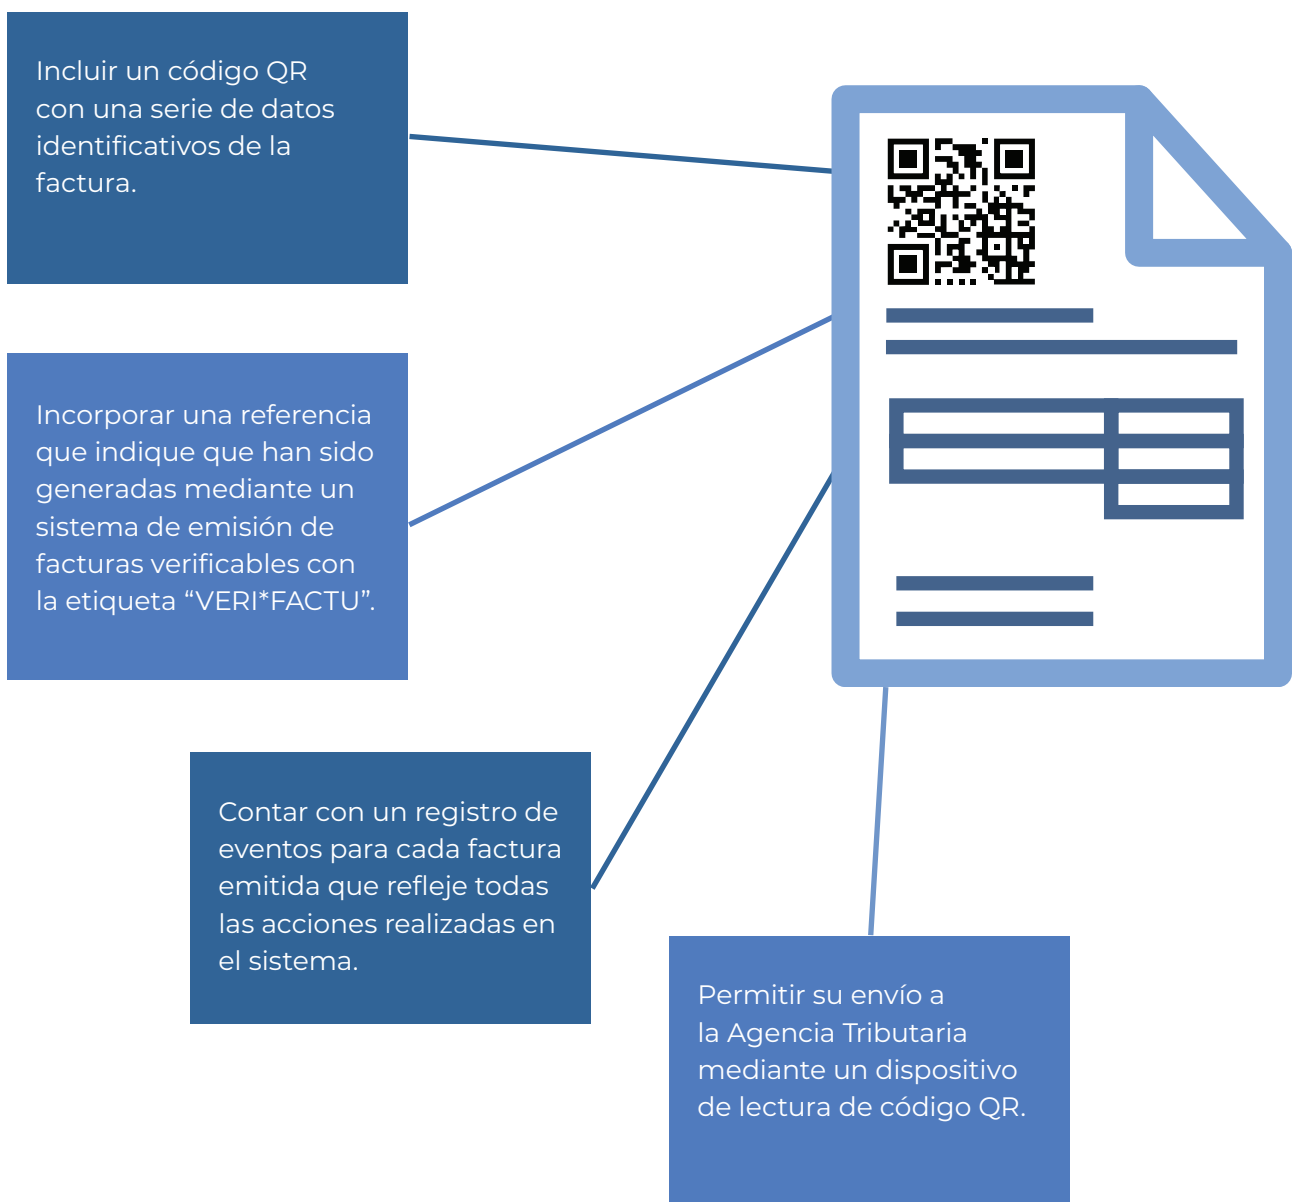 Incluir un código QR
con una serie de datos
identificativos de la
factura.
Incorporar una referencia
que indique que han sido
generadas mediante un
sistema de emisión de
facturas verificables con
la etiqueta “VERI*FACTU”.
Contar con un registro de
eventos para cada factura
emitida que refleje todas
las acciones realizadas en
el sistema.
Permitir su envío a
la Agencia Tributaria
mediante un dispositivo
de lectura de código QR.